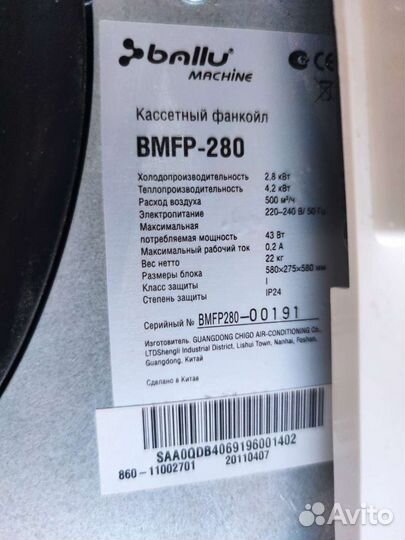 ballu®
MACHINE
Кассетный фанкойл
BMFP-280
Холодопроизводительность 2.8 кВт
Теплопроизводительность 4,2 кВт
Расход воздуха 500 м³/ч
Электропитание 220-240 В/ 50 Гц
Максимальная
потребляемая мощность 43 Вт
Максимальный рабочий ток 0,2 А
Вес нетто 22 кг
Размеры блока 580×275×580 мм
Класс защиты I
Степень защиты IP24
Серийный № BMFP280-00191
Изготовитель: GUANGDONG CHIGO AIR-CONDITIONING Co.,
LTDShengli Industrial District, Lishui Town, Nanhai, Foshan,
Guangdong, Китай
Сделано в Китае
SAA0QDB4069196001402
860-11002701 20110407
Avito